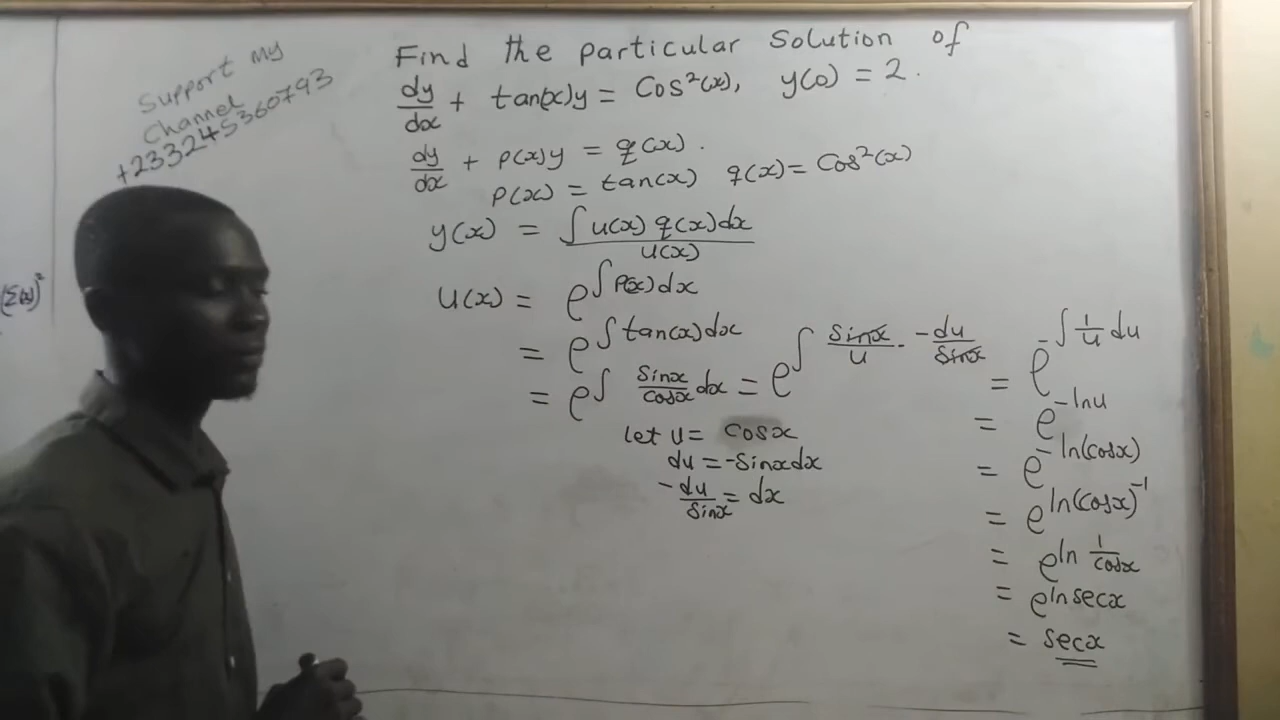 Support my
Channel
+233245360793
(Σ(x))²
Find the particular Solution of
dy/dx + tan(x)y = Cos²(x), y(0) = 2.
dy/dx + p(x)y = q(x).
p(x) = tan(x) q(x) = Cos²(x)
y(x) = ∫u(x) q(x)dx / u(x)
u(x) = e^∫p(x)dx
= e^∫tan(x)dx
= e^∫ sinx/cosx dx = e^∫ sinx/u · -du/sinx
let u = cosx
du = -sinxdx
-du/sinx = dx
= e^-∫ 1/u du
= e^-lnu
= e^-ln(cosx)
= e^ln(cosx)^-1
= e^ln 1/cosx
= e^lnsecx
= secx